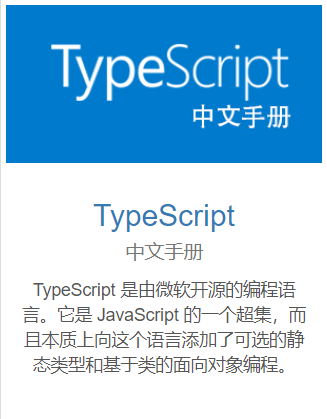 TypeScript
中文手册
TypeScript
中文手册
TypeScript 是由微软开源的编程语
言。它是 JavaScript 的一个超集，而
且本质上向这个语言添加了可选的静
态类型和基于类的面向对象编程。